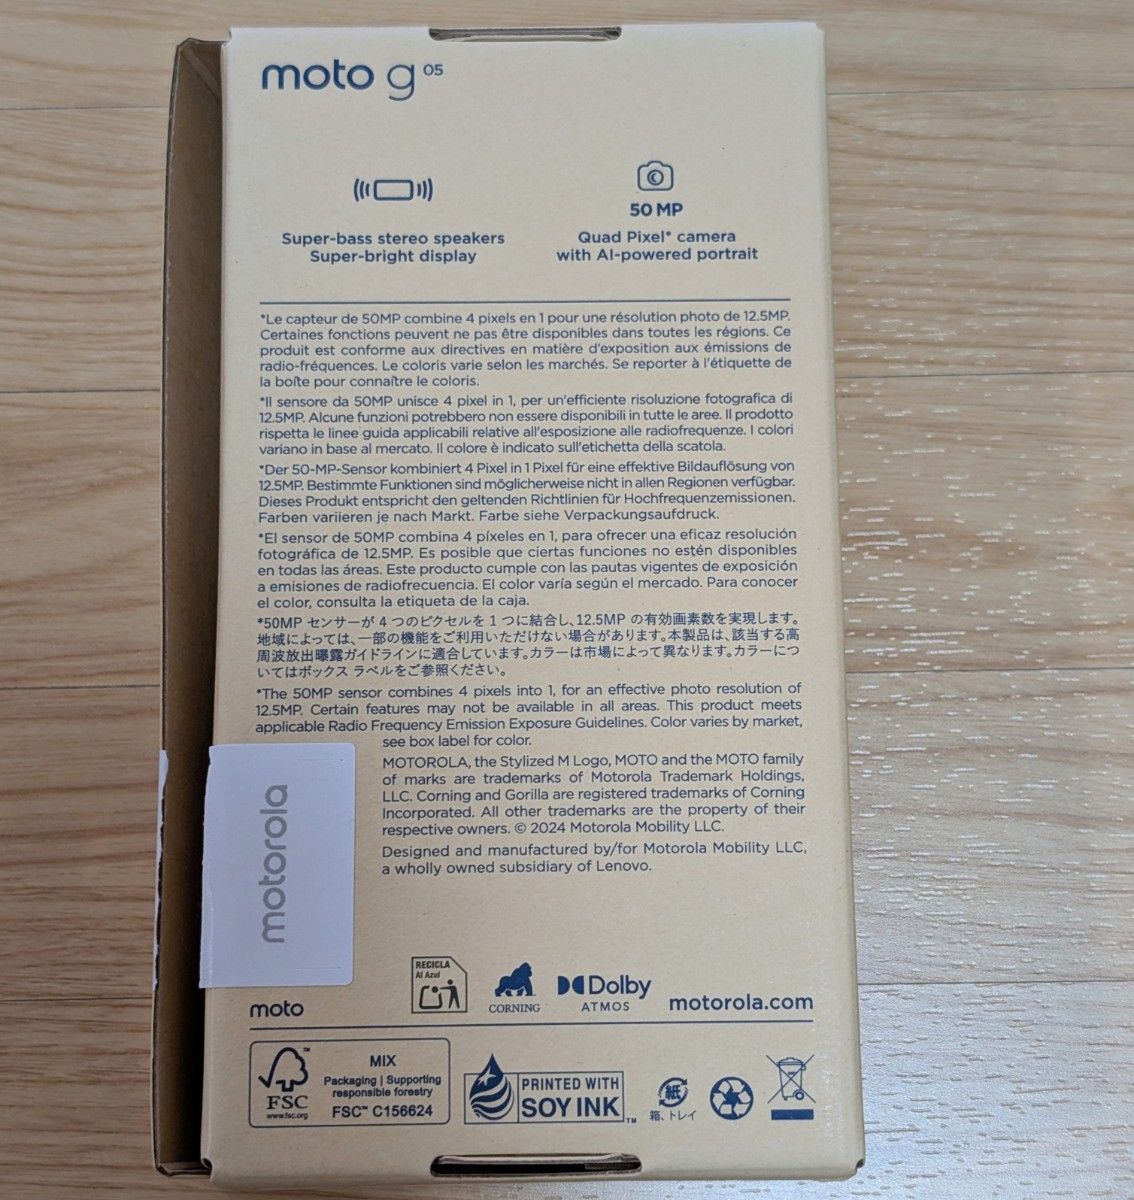 moto g 05
50 MP
Super-bass stereo speakers
Super-bright display
Quad Pixel* camera
with AI-powered portrait
*Le capteur de 50MP combine 4 pixels en 1 pour une résolution photo de 12.5MP.
Certaines fonctions peuvent ne pas être disponibles dans toutes les régions. Ce
produit est conforme aux directives en matière d'exposition aux émissions de
radio-fréquences. Le coloris varie selon les marchés. Se reporter à l'étiquette de
la boîte pour connaître le coloris.
*Il sensore da 50MP unisce 4 pixel in 1, per un'efficiente risoluzione fotografica di
12.5MP. Alcune funzioni potrebbero non essere disponibili in tutte le aree. Il prodotto
rispetta le linee guida applicabili relative all'esposizione alle radiofrequenze. I colori
variano in base al mercato. Il colore è indicato sull'etichetta della scatola.
*Der 50-MP-Sensor kombiniert 4 Pixel in 1 Pixel für eine effektive Bildauflösung von
12.5MP. Bestimmte Funktionen sind möglicherweise nicht in allen Regionen verfügbar.
Dieses Produkt entspricht den geltenden Richtlinien für Hochfrequenzemissionen.
Farben variieren je nach Markt. Farbe siehe Verpackungsaufdruck.
*El sensor de 50MP combina 4 píxeles en 1, para ofrecer una eficaz resolución
fotográfica de 12.5MP. Es posible que ciertas funciones no estén disponibles
en todas las áreas. Este producto cumple con las pautas vigentes de exposición
a emisiones de radiofrecuencia. El color varía según el mercado. Para conocer
el color, consulta la etiqueta de la caja.
*50MP センサーが 4 つのピクセルを 1 つに結合し、12.5MP の有効画素数を実現します。
地域によっては、一部の機能をご利用いただけない場合があります。本製品は、該当する高
周波放出曝露ガイドラインに適合しています。カラーは市場によって異なります。カラーにつ
いてはボックス ラベルをご参照ください。
*The 50MP sensor combines 4 pixels into 1, for an effective photo resolution of
12.5MP. Certain features may not be available in all areas. This product meets
applicable Radio Frequency Emission Exposure Guidelines. Color varies by market,
see box label for color.
MOTOROLA, the Stylized M Logo, MOTO and the MOTO family
of marks are trademarks of Motorola Trademark Holdings,
LLC. Corning and Gorilla are registered trademarks of Corning
Incorporated. All other trademarks are the property of their
respective owners. © 2024 Motorola Mobility LLC.
Designed and manufactured by/for Motorola Mobility LLC,
a wholly owned subsidiary of Lenovo.
motorola
RECICLA
Al Azul
CORNING
Dolby
ATMOS
moto
motorola.com
FSC
www.fsc.org
MIX
Packaging | Supporting
responsible forestry
FSC™ C156624
PRINTED WITH
SOY INK™
紙
箱、トレイ